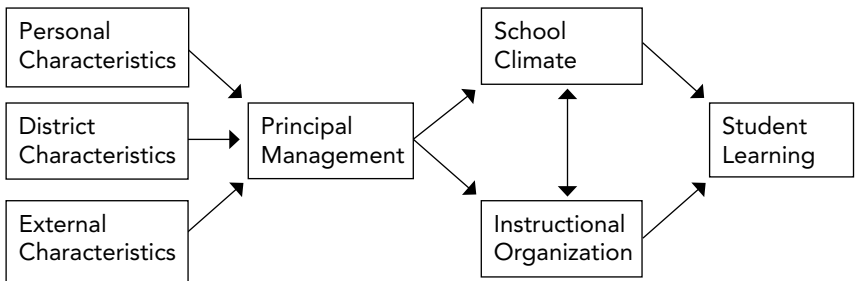 Personal
Characteristics
District
Characteristics
External
Characteristics
Principal
Management
School
Climate
Instructional
Organization
Student
Learning